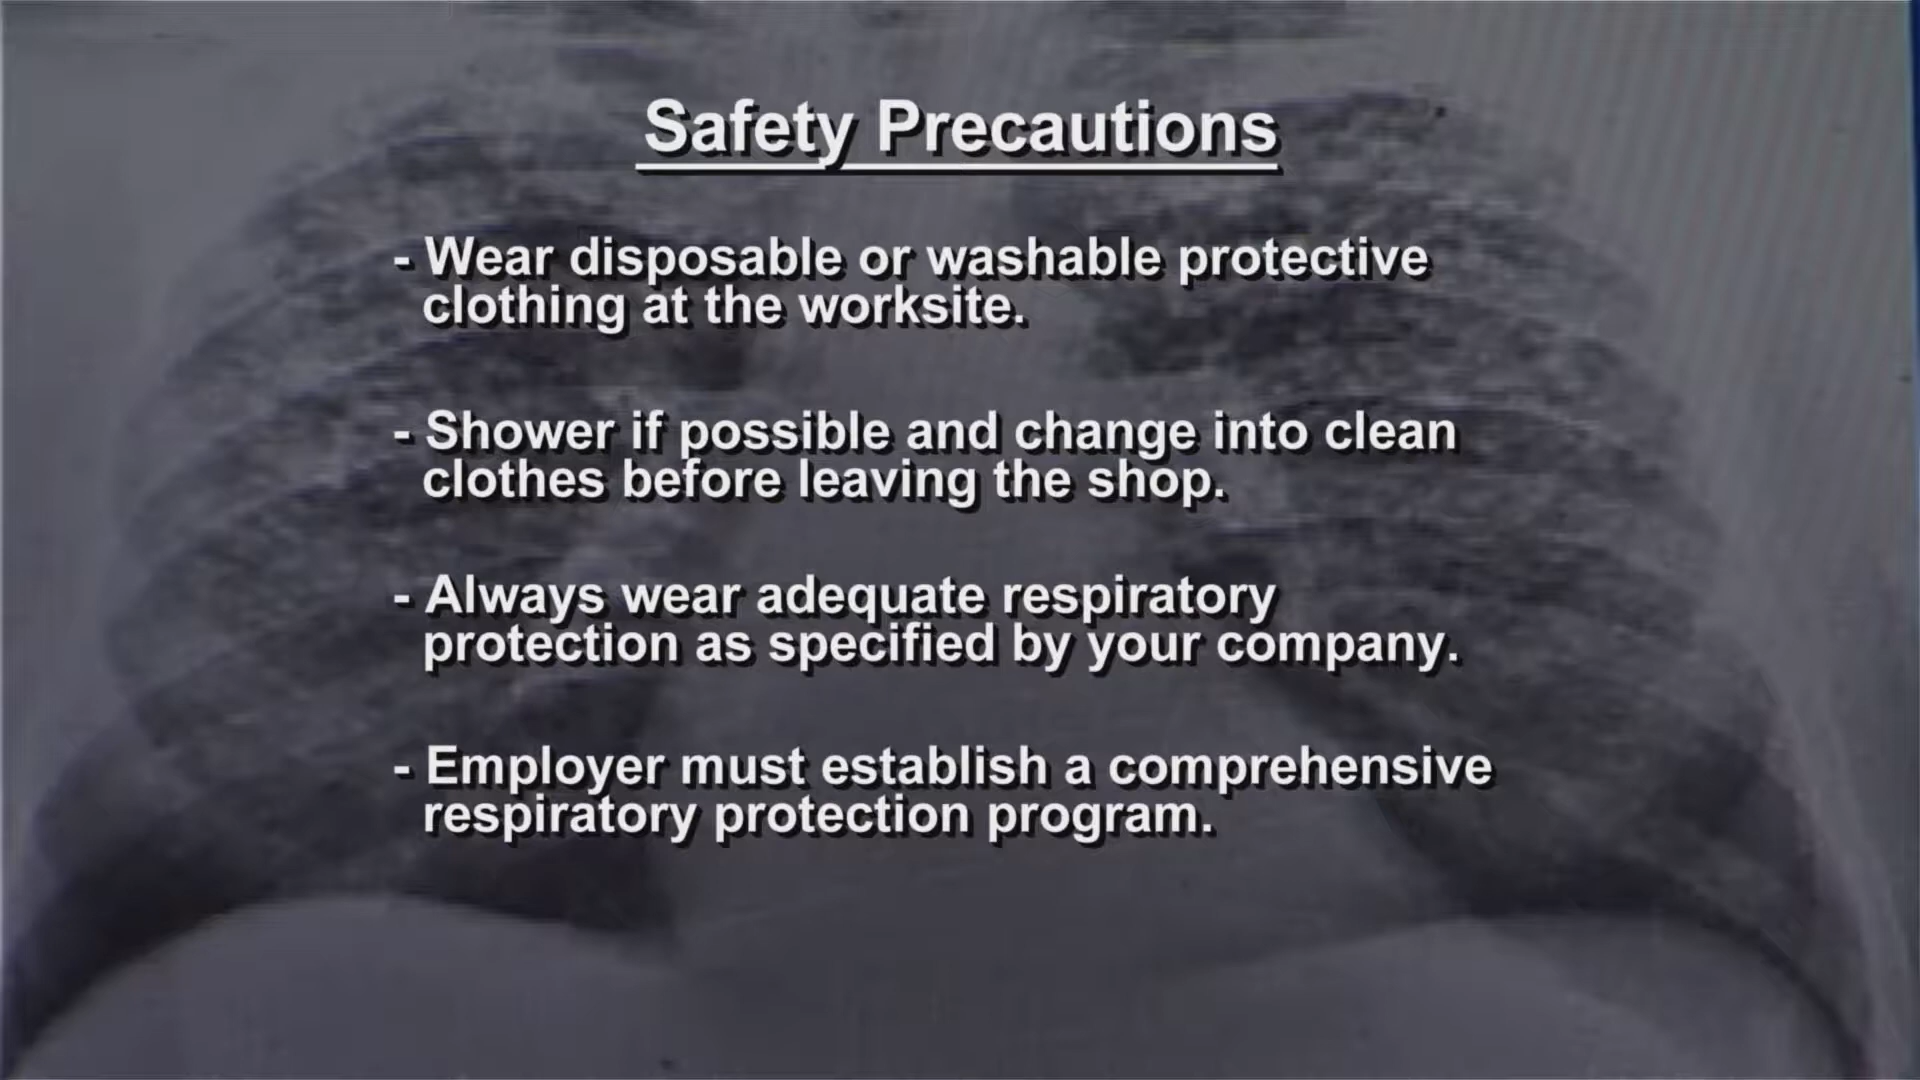 Safety Precautions
- Wear disposable or washable protective
clothing at the worksite.
- Shower if possible and change into clean
clothes before leaving the shop.
- Always wear adequate respiratory
protection as specified by your company.
- Employer must establish a comprehensive
respiratory protection program.